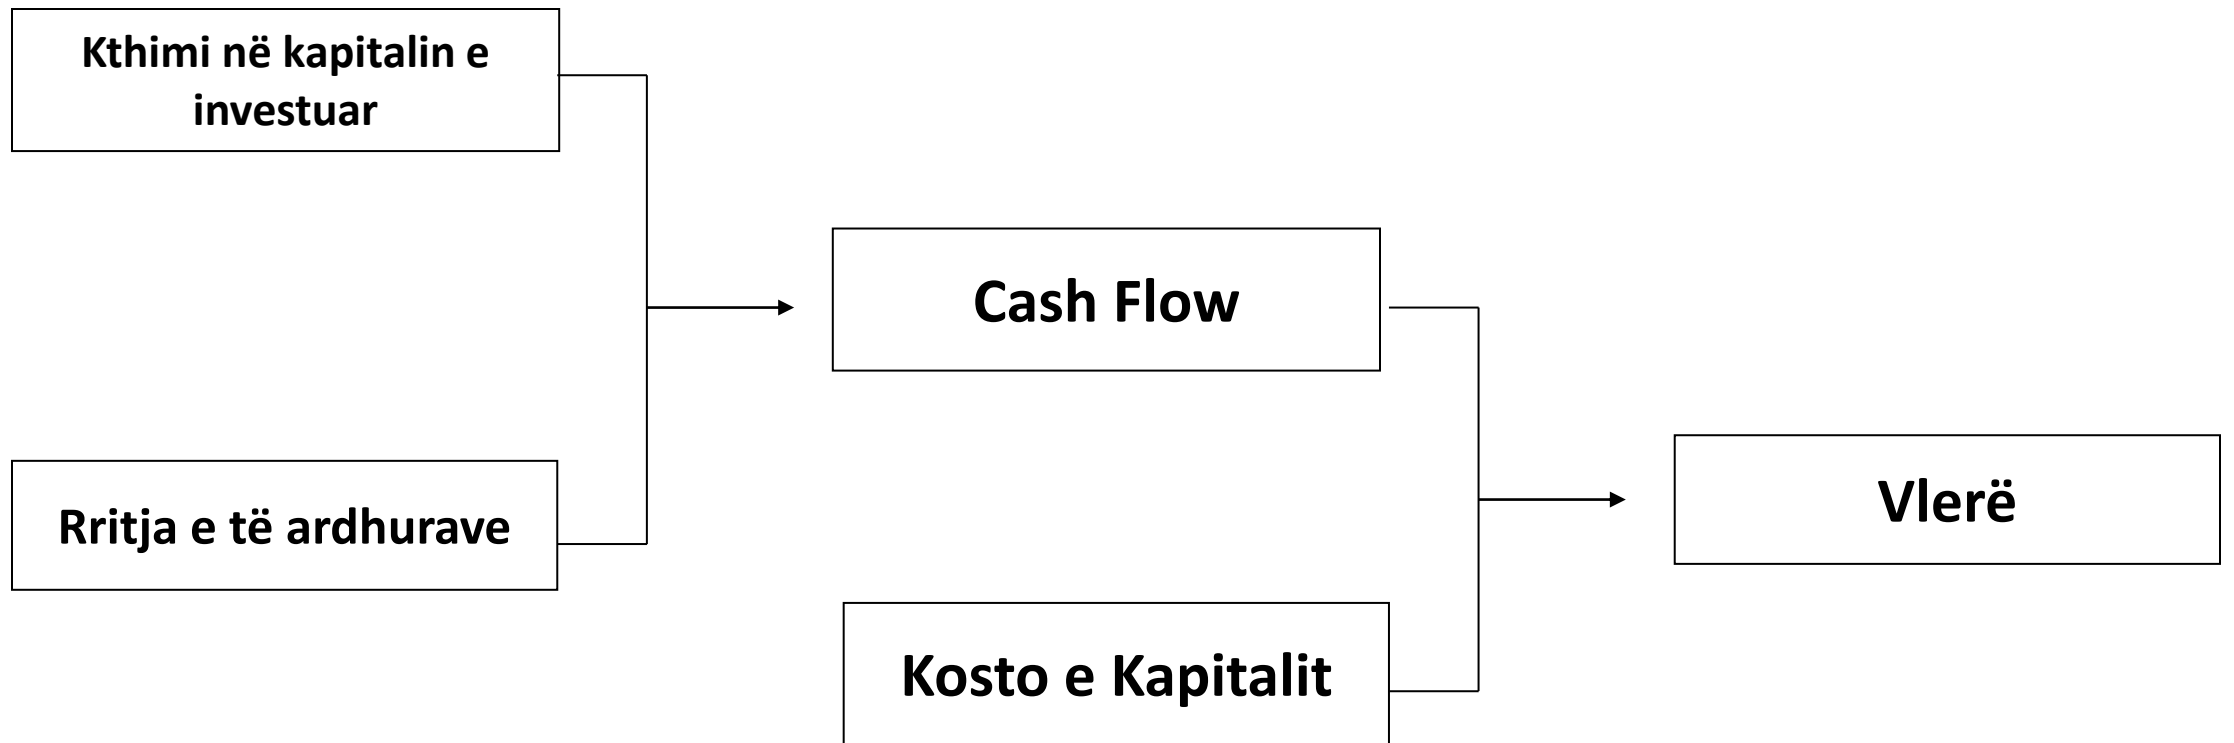 Kthimi në kapitalin e
investuar
Rritja e të ardhurave
Cash Flow
Kosto e Kapitalit
Vlerë